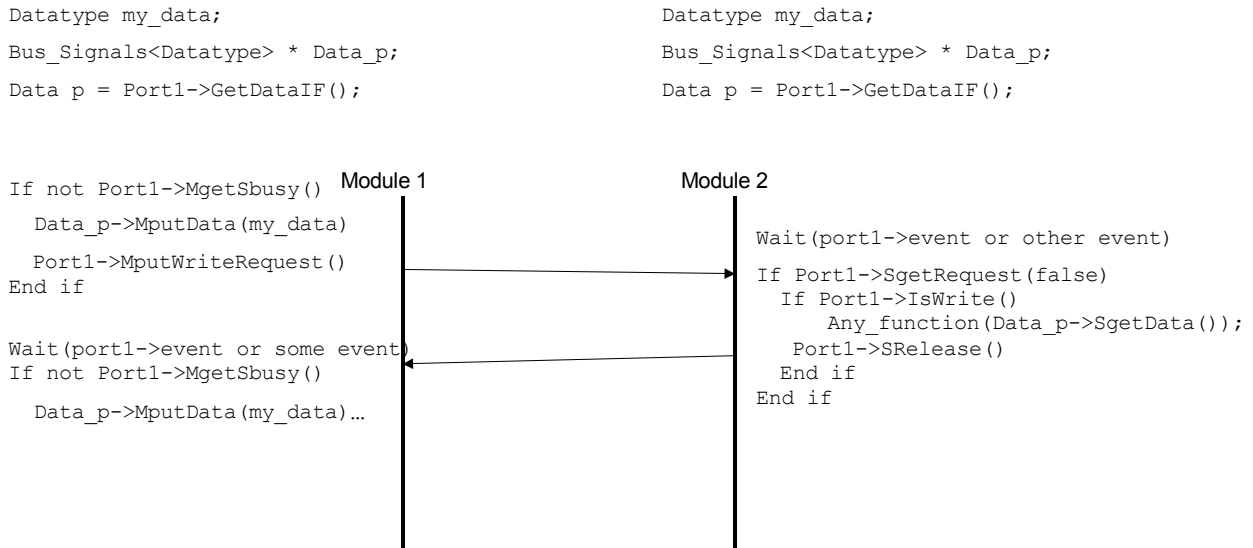 Datatype my_data;
Bus_Signals<Datatype> * Data_p;
Data p = Port1->GetDataIF();
Datatype my_data;
Bus_Signals<Datatype> * Data_p;
Data p = Port1->GetDataIF();
Module 1
Module 2
If not Port1->MgetSbusy()
Data_p->MputData(my_data)
Port1->MputWriteRequest()
End if
Wait(port1->event or some event)
If not Port1->MgetSbusy()
Data_p->MputData(my_data)…
Wait(port1->event or other event)
If Port1->SgetRequest(false)
If Port1->IsWrite()
Any_function(Data_p->SgetData());
Port1->SRelease()
End if
End if